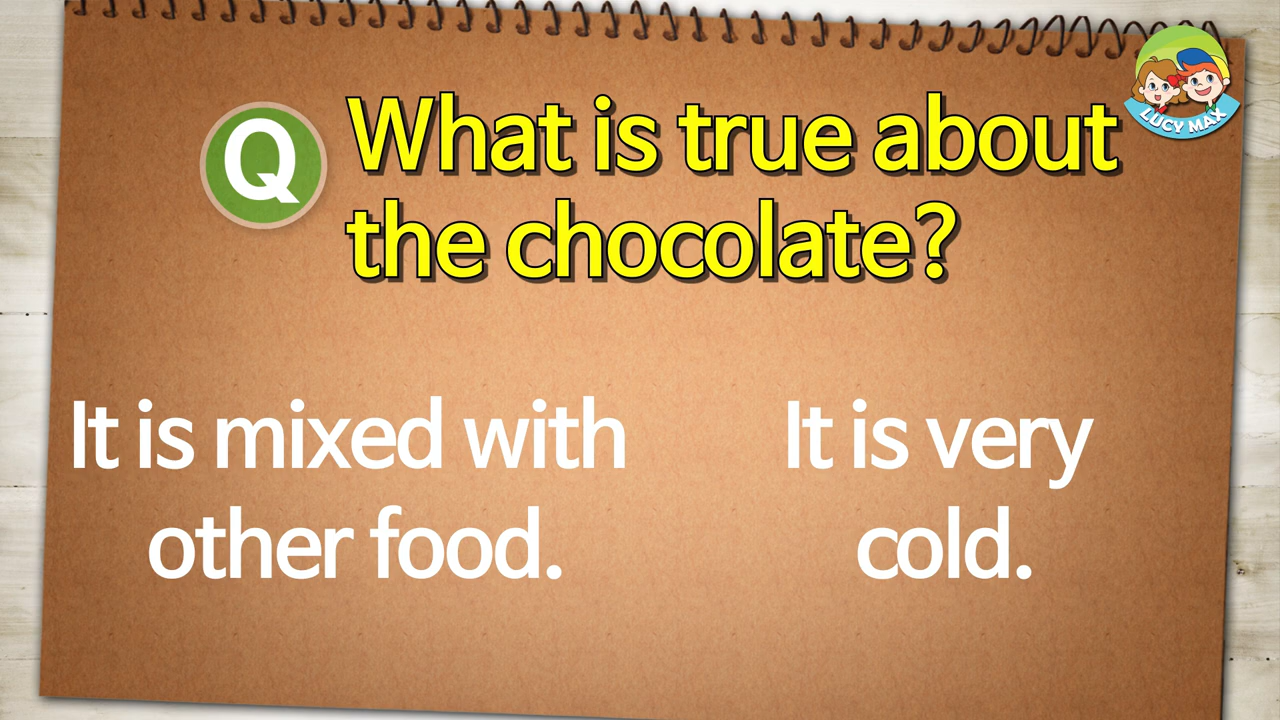 Q
What is true about
the chocolate?
It is mixed with
other food.
It is very
cold.
LUCY MAX